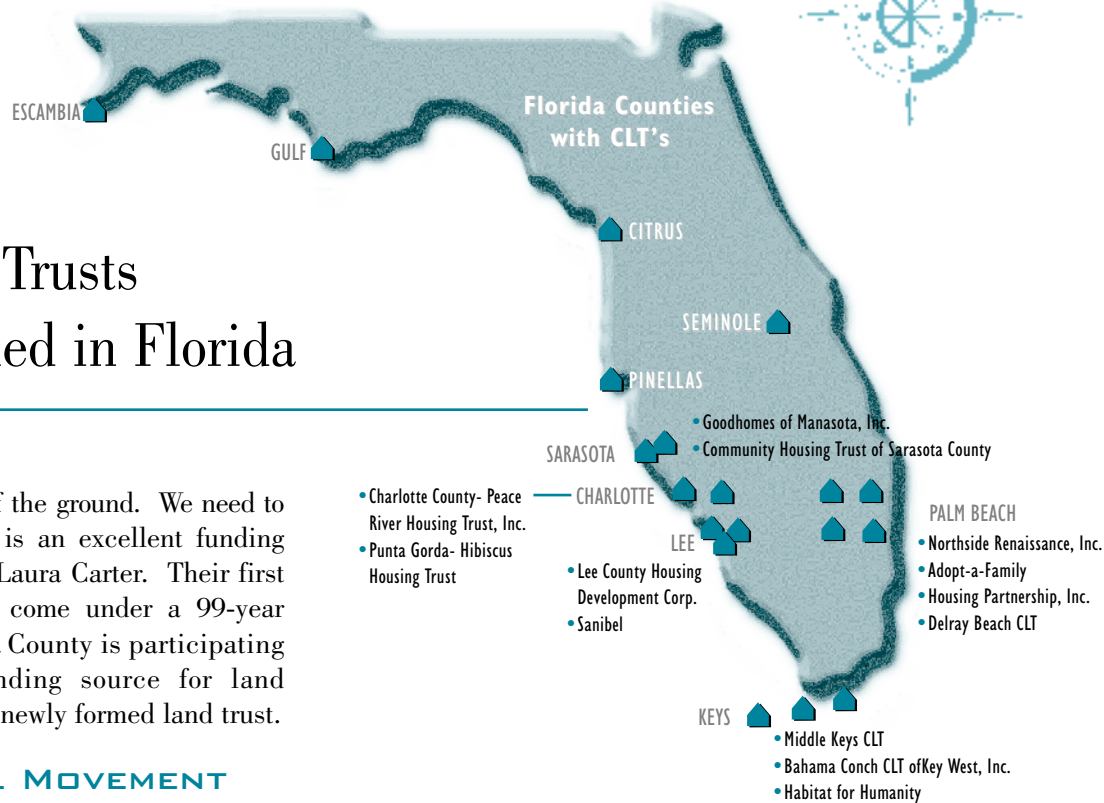 Florida Counties
with CLT's
ESCAMBIA
GULF
CITRUS
SEMINOLE
PINELLAS
Trusts
ed in Florida
SARASOTA
• Goodhomes of Manasota, Inc.
• Community Housing Trust of Sarasota County
CHARLOTTE
• Charlotte County- Peace
River Housing Trust, Inc.
• Punta Gorda- Hibiscus
Housing Trust
LEE
• Lee County Housing
Development Corp.
• Sanibel
PALM BEACH
• Northside Renaissance, Inc.
• Adopt-a-Family
• Housing Partnership, Inc.
• Delray Beach CLT
KEYS
• Middle Keys CLT
• Bahama Conch CLT ofKey West, Inc.
• Habitat for Humanity
the ground. We need to
is an excellent funding
Laura Carter. Their first
come under a 99-year
County is participating
nding source for land
newly formed land trust.
MOVEMENT